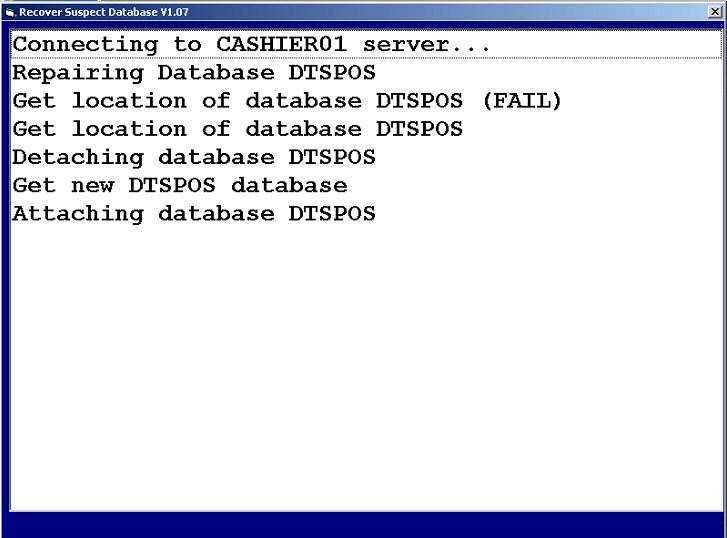 Recover Suspect Database V1.07
Connecting to CASHIER01 server...
Repairing Database DTSPOS
Get location of database DTSPOS (FAIL)
Get location of database DTSPOS
Detaching database DTSPOS
Get new DTSPOS database
Attaching database DTSPOS